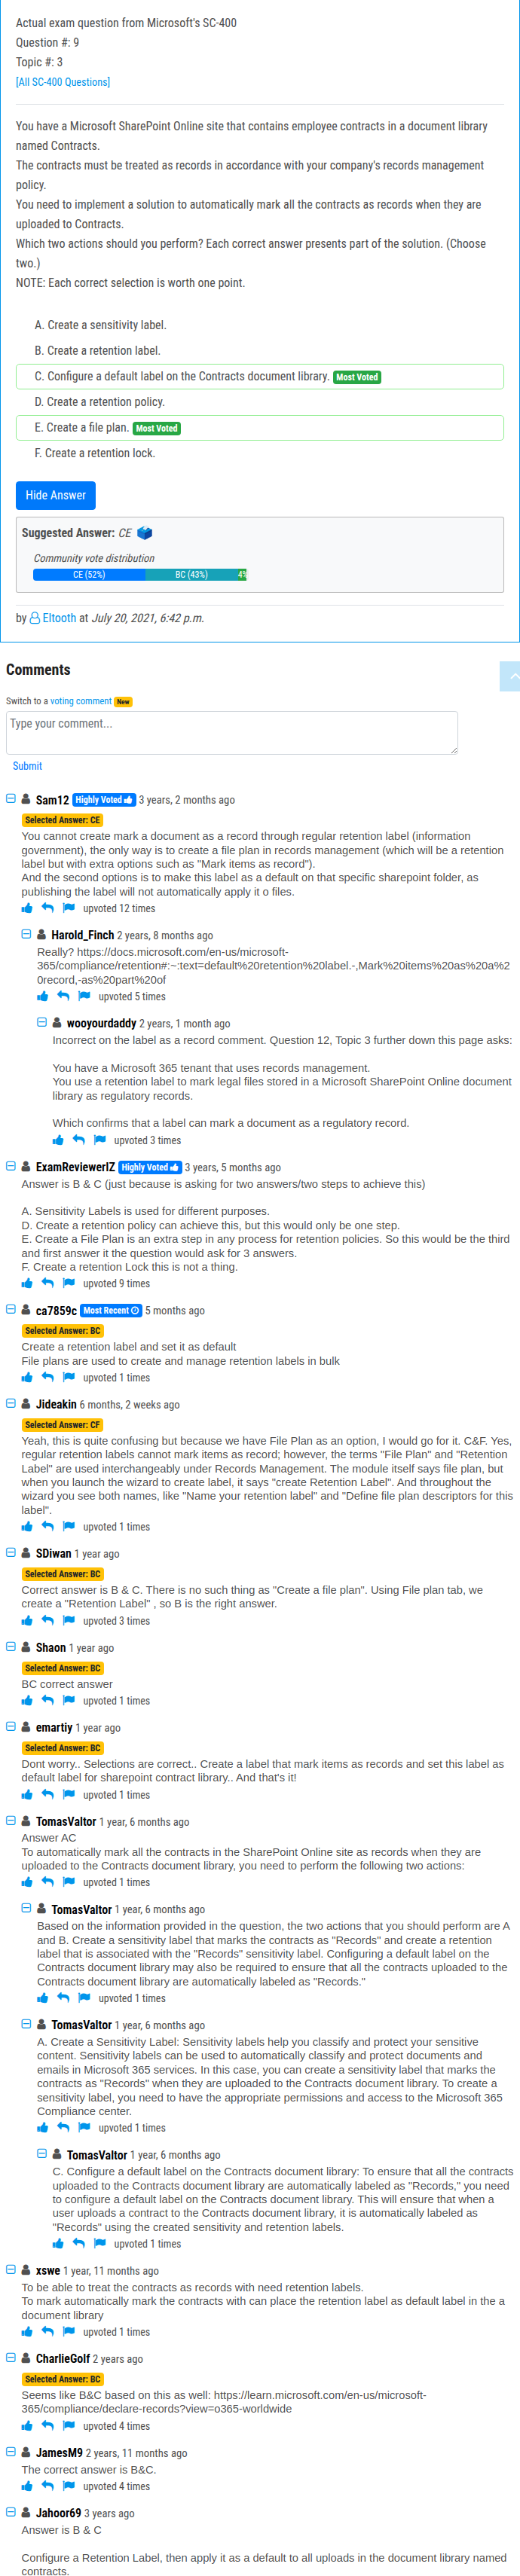 Actual exam question from Microsoft's SC-400
Question #: 9
Topic #: 3
[All SC-400 Questions]
You have a Microsoft SharePoint Online site that contains employee contracts in a document library
named Contracts.
The contracts must be treated as records in accordance with your company's records management
policy.
You need to implement a solution to automatically mark all the contracts as records when they are
uploaded to Contracts.
Which two actions should you perform? Each correct answer presents part of the solution. (Choose
two.)
NOTE: Each correct selection is worth one point.
A. Create a sensitivity label.
B. Create a retention label.
C. Configure a default label on the Contracts document library. Most Voted
D. Create a retention policy.
E. Create a file plan. Most Voted
F. Create a retention lock.
Hide Answer
Suggested Answer: CE
Community vote distribution
CE (52%) BC (43%) 4%
by Eltooth at July 20, 2021, 6:42 p.m.
Comments
Switch to a voting comment New
Type your comment...
Submit
Sam12 Highly Voted 3 years, 2 months ago
Selected Answer: CE
You cannot create mark a document as a record through regular retention label (information
government), the only way is to create a file plan in records management (which will be a retention
label but with extra options such as "Mark items as record").
And the second options is to make this label as a default on that specific sharepoint folder, as
publishing the label will not automatically apply it o files.
upvoted 12 times
Harold_Finch 2 years, 8 months ago
Really? https://docs.microsoft.com/en-us/microsoft-
365/compliance/retention#:~:text=default%20retention%20label.-,Mark%20items%20as%20a%2
0record,-as%20part%20of
upvoted 5 times
wooyourdaddy 2 years, 1 month ago
Incorrect on the label as a record comment. Question 12, Topic 3 further down this page asks:
You have a Microsoft 365 tenant that uses records management.
You use a retention label to mark legal files stored in a Microsoft SharePoint Online document
library as regulatory records.
Which confirms that a label can mark a document as a regulatory record.
upvoted 3 times
ExamReviewerIZ Highly Voted 3 years, 5 months ago
Answer is B & C (just because is asking for two answers/two steps to achieve this)
A. Sensitivity Labels is used for different purposes.
D. Create a retention policy can achieve this, but this would only be one step.
E. Create a File Plan is an extra step in any process for retention policies. So this would be the third
and first answer it the question would ask for 3 answers.
F. Create a retention Lock this is not a thing.
upvoted 9 times
ca7859c Most Recent 5 months ago
Selected Answer: BC
Create a retention label and set it as default
File plans are used to create and manage retention labels in bulk
upvoted 1 times
Jideakin 6 months, 2 weeks ago
Selected Answer: CF
Yeah, this is quite confusing but because we have File Plan as an option, I would go for it. C&F. Yes,
regular retention labels cannot mark items as record; however, the terms "File Plan" and "Retention
Label" are used interchangeably under Records Management. The module itself says file plan, but
when you launch the wizard to create label, it says "create Retention Label". And throughout the
wizard you see both names, like "Name your retention label" and "Define file plan descriptors for this
label".
upvoted 1 times
SDiwan 1 year ago
Selected Answer: BC
Correct answer is B & C. There is no such thing as "Create a file plan". Using File plan tab, we
create a "Retention Label" , so B is the right answer.
upvoted 3 times
Shaon 1 year ago
Selected Answer: BC
BC correct answer
upvoted 1 times
emartiy 1 year ago
Selected Answer: BC
Dont worry.. Selections are correct.. Create a label that mark items as records and set this label as
default label for sharepoint contract library.. And that's it!
upvoted 1 times
TomasValtor 1 year, 6 months ago
Answer AC
To automatically mark all the contracts in the SharePoint Online site as records when they are
uploaded to the Contracts document library, you need to perform the following two actions:
upvoted 1 times
TomasValtor 1 year, 6 months ago
Based on the information provided in the question, the two actions that you should perform are A
and B. Create a sensitivity label that marks the contracts as "Records" and create a retention
label that is associated with the "Records" sensitivity label. Configuring a default label on the
Contracts document library may also be required to ensure that all the contracts uploaded to the
Contracts document library are automatically labeled as "Records."
upvoted 1 times
TomasValtor 1 year, 6 months ago
A. Create a Sensitivity Label: Sensitivity labels help you classify and protect your sensitive
content. Sensitivity labels can be used to automatically classify and protect documents and
emails in Microsoft 365 services. In this case, you can create a sensitivity label that marks the
contracts as "Records" when they are uploaded to the Contracts document library. To create a
sensitivity label, you need to have the appropriate permissions and access to the Microsoft 365
Compliance center.
upvoted 1 times
TomasValtor 1 year, 6 months ago
C. Configure a default label on the Contracts document library: To ensure that all the contracts
uploaded to the Contracts document library are automatically labeled as "Records," you need
to configure a default label on the Contracts document library. This will ensure that when a
user uploads a contract to the Contracts document library, it is automatically labeled as
"Records" using the created sensitivity and retention labels.
upvoted 1 times
xswe 1 year, 11 months ago
To be able to treat the contracts as records with need retention labels.
To mark automatically mark the contracts with can place the retention label as default label in the a
document library
upvoted 1 times
CharlieGolf 2 years ago
Selected Answer: BC
Seems like B&C based on this as well: https://learn.microsoft.com/en-us/microsoft-
365/compliance/declare-records?view=o365-worldwide
upvoted 4 times
JamesM9 2 years, 11 months ago
The correct answer is B&C.
upvoted 4 times
Jahoor69 3 years ago
Answer is B & C
Configure a Retention Label, then apply it as a default to all uploads in the document library named
contracts.